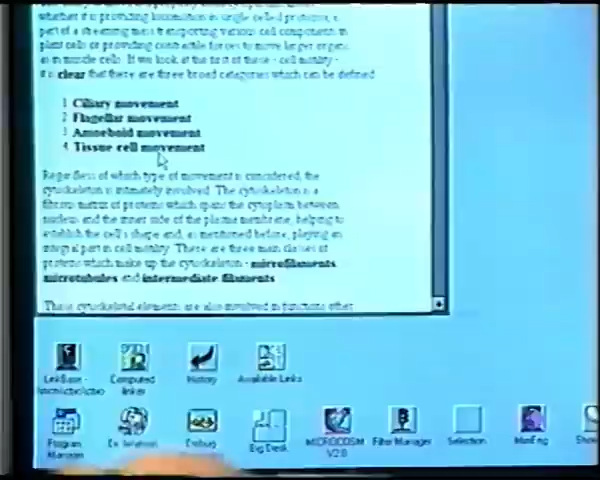 whether it is providing locomotion in single celled protozoa, a
part of a streaming mass transporting various cell components in
plant cells or providing contractile forces to move larger organs
as in muscle cells. If we look at the first of these - cell motility -
it is clear that there are three broad categories which can be defined
1 Ciliary movement
2 Flagellar movement
3 Amoeboid movement
4 Tissue cell movement
Regardless of which type of movement is considered, the
cytoskeleton is intimately involved. The cytoskeleton is a
fibrous matrix of proteins which spans the cytoplasm between
nucleus and the inner side of the plasma membrane, helping to
establish the cell's shape and, as mentioned before, playing an
integral part in cell motility. There are three main classes of
proteins which make up the cytoskeleton - microfilaments
microtubules and intermediate filaments
These cytoskeletal elements are also involved in functions other
LinkBase - Computed linker History Available Links
Program Manager Debug Big Desk MICROCOSM V2.0 Filter Manager Selection